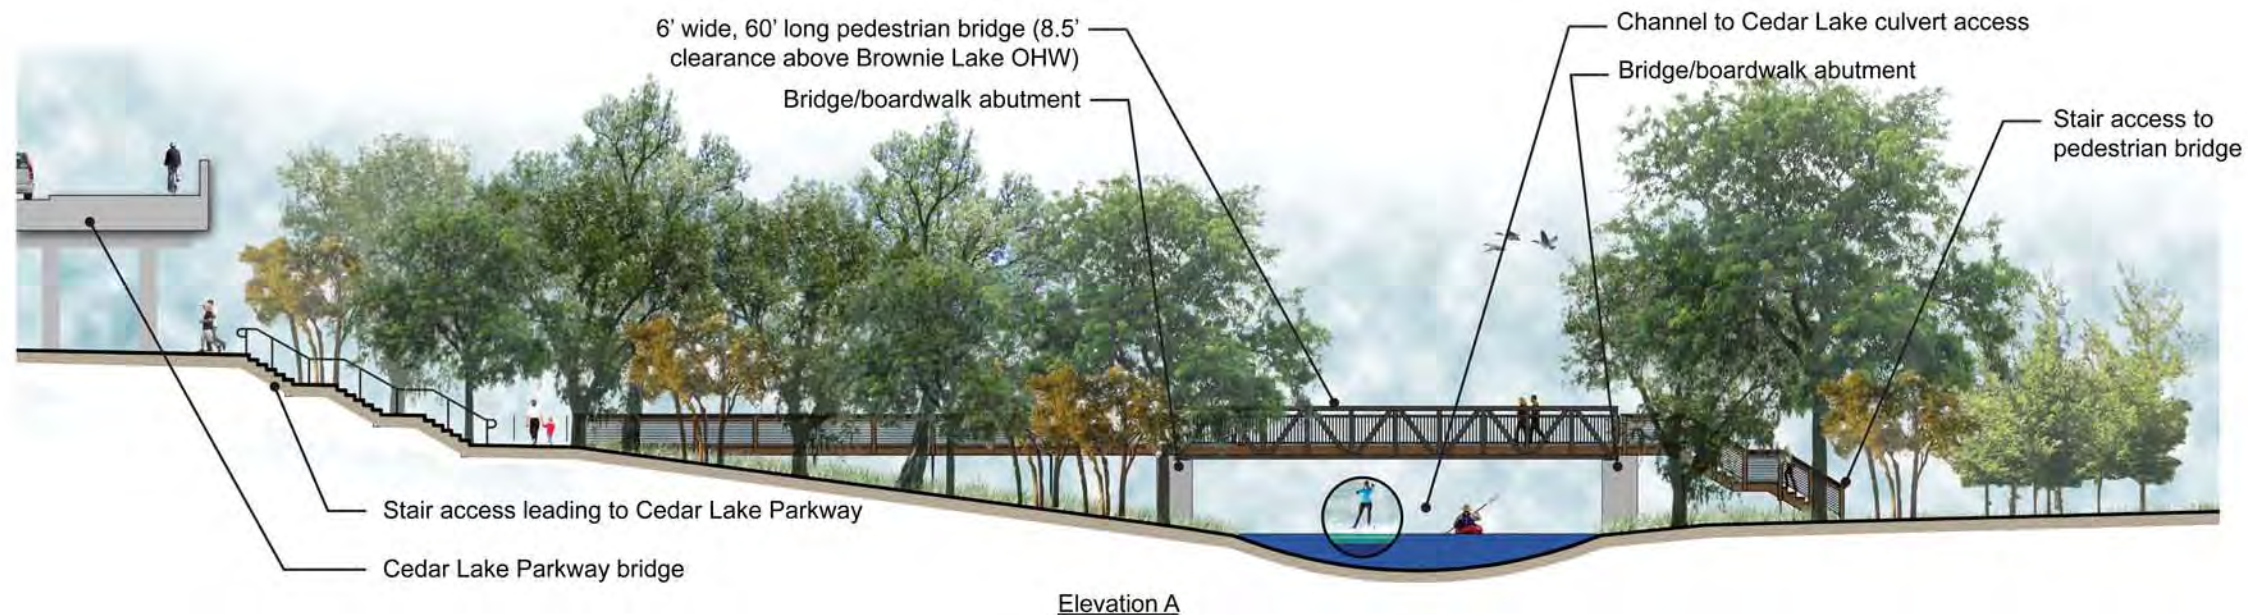 6’ wide, 60’ long pedestrian bridge (8.5’
clearance above Brownie Lake OHW)
Bridge/boardwalk abutment
Channel to Cedar Lake culvert access
Bridge/boardwalk abutment
Stair access to
pedestrian bridge
Stair access leading to Cedar Lake Parkway
Cedar Lake Parkway bridge
Elevation A